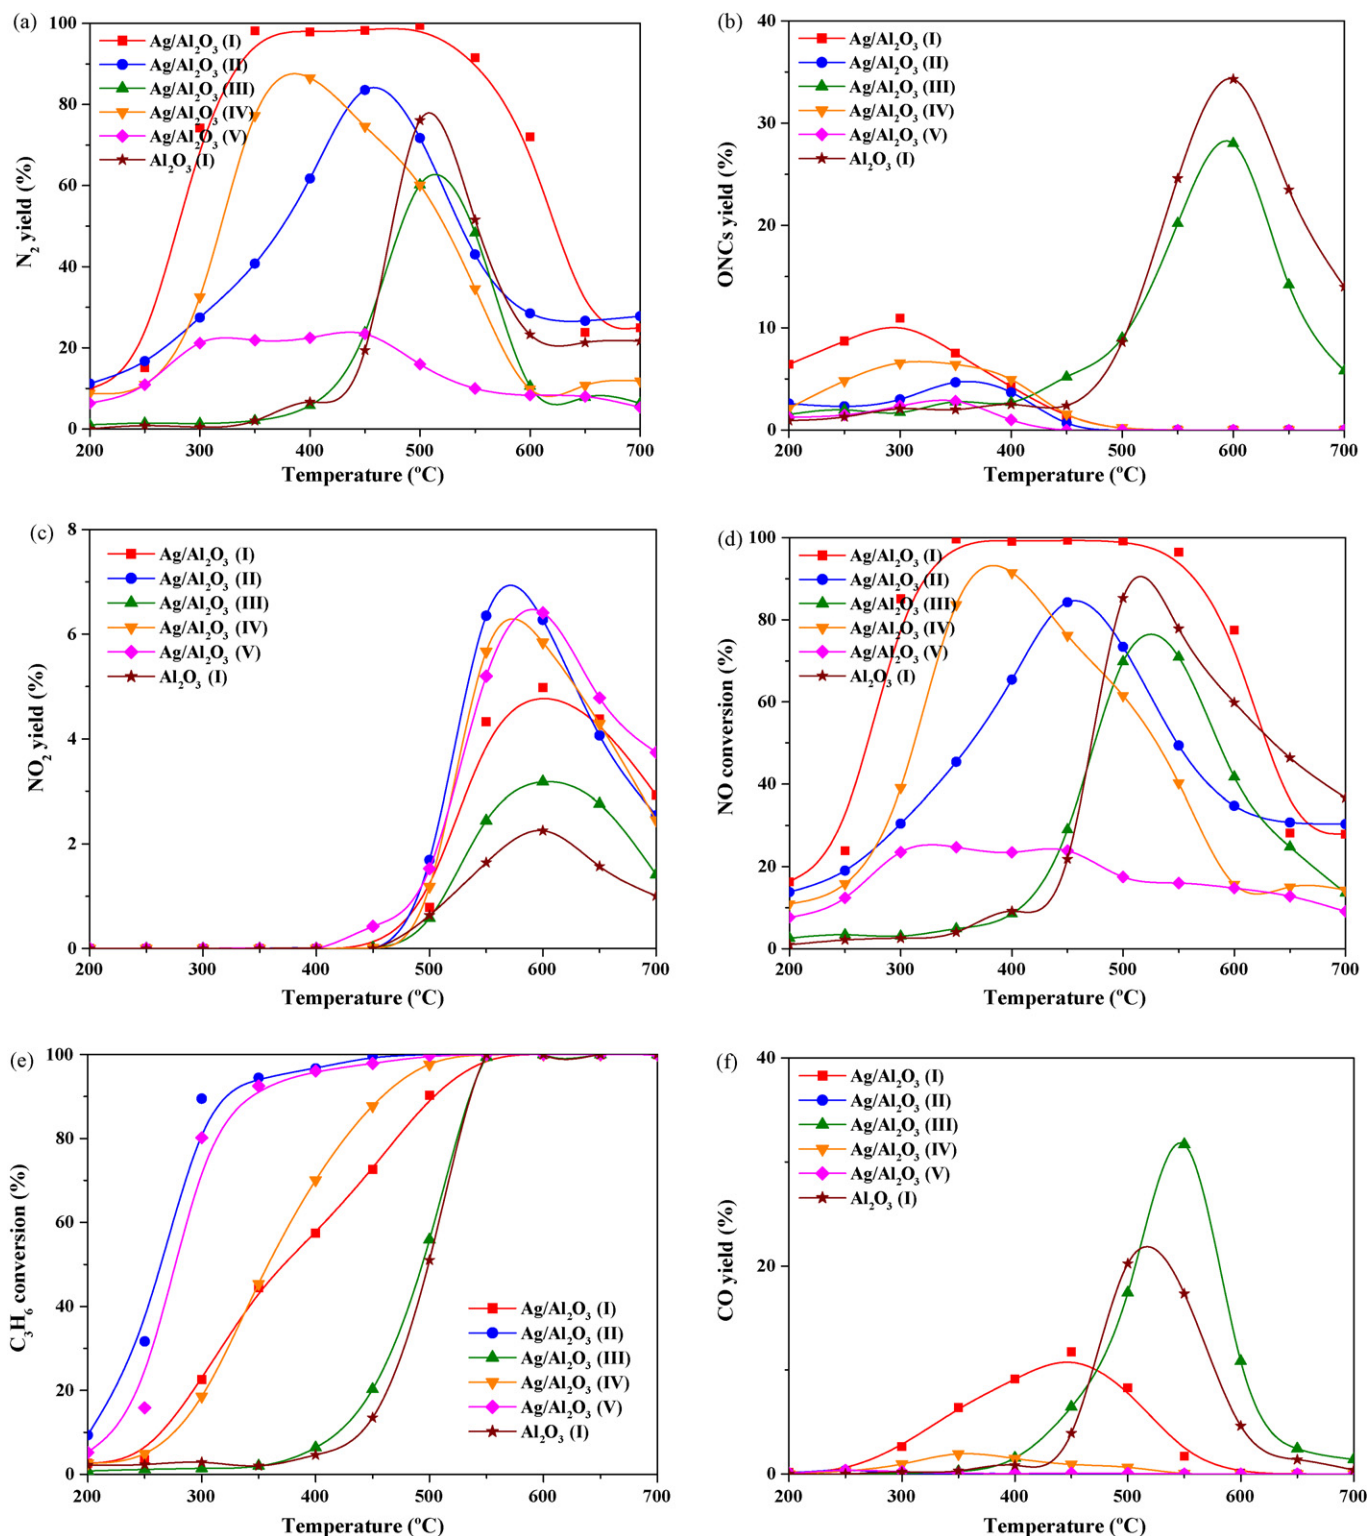 (a)
N₂ yield (%)
100
80
60
40
20
0
Ag/Al₂O₃ (I)
Ag/Al₂O₃ (II)
Ag/Al₂O₃ (III)
Ag/Al₂O₃ (IV)
Ag/Al₂O₃ (V)
Al₂O₃ (I)
200 300 400 500 600 700
Temperature (ºC)
(b)
ONCs yield (%)
40
30
20
10
0
Ag/Al₂O₃ (I)
Ag/Al₂O₃ (II)
Ag/Al₂O₃ (III)
Ag/Al₂O₃ (IV)
Ag/Al₂O₃ (V)
Al₂O₃ (I)
200 300 400 500 600 700
Temperature (ºC)
(c)
NO₂ yield (%)
8
6
4
2
0
Ag/Al₂O₃ (I)
Ag/Al₂O₃ (II)
Ag/Al₂O₃ (III)
Ag/Al₂O₃ (IV)
Ag/Al₂O₃ (V)
Al₂O₃ (I)
200 300 400 500 600 700
Temperature (ºC)
(d)
NO conversion (%)
100
80
60
40
20
0
Ag/Al₂O₃ (I)
Ag/Al₂O₃ (II)
Ag/Al₂O₃ (III)
Ag/Al₂O₃ (IV)
Ag/Al₂O₃ (V)
Al₂O₃ (I)
200 300 400 500 600 700
Temperature (ºC)
(e)
C₃H₆ conversion (%)
100
80
60
40
20
0
Ag/Al₂O₃ (I)
Ag/Al₂O₃ (II)
Ag/Al₂O₃ (III)
Ag/Al₂O₃ (IV)
Ag/Al₂O₃ (V)
Al₂O₃ (I)
200 300 400 500 600 700
Temperature (ºC)
(f)
CO yield (%)
40
20
0
Ag/Al₂O₃ (I)
Ag/Al₂O₃ (II)
Ag/Al₂O₃ (III)
Ag/Al₂O₃ (IV)
Ag/Al₂O₃ (V)
Al₂O₃ (I)
200 300 400 500 600 700
Temperature (ºC)